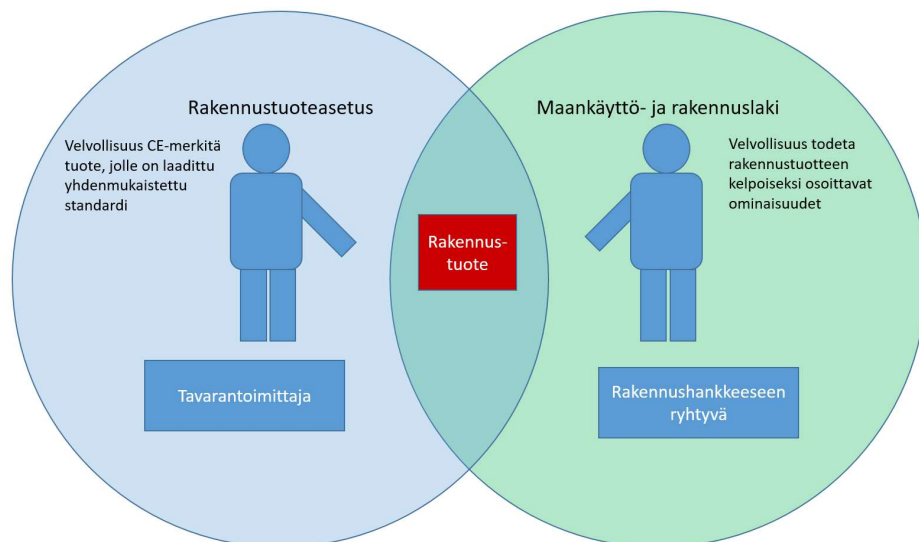 Rakennustuoteasetus
Velvollisuus CE-merkitä
tuote, jolle on laadittu
yhdenmukaistettu
standardi
Tavarantoimittaja
Rakennus-
tuote
Maankäyttö- ja rakennuslaki
Velvollisuus todeta
rakennustuotteen
kelpoiseksi osoittavat
ominaisuudet
Rakennushankkeeseen
ryhtyvä